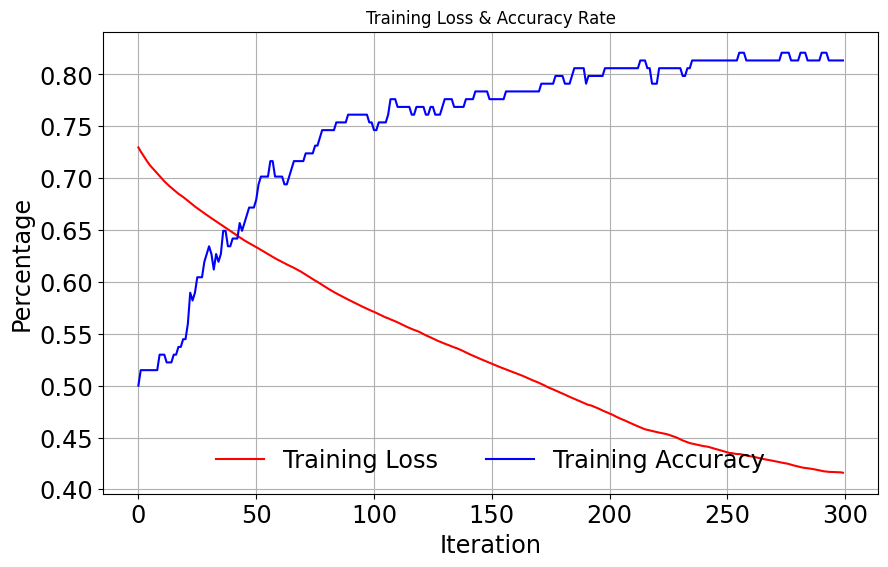 Training Loss & Accuracy Rate
0.80
0.75
0.70
0.65
0.60
0.55
0.50
0.45
0.40
Percentage
Training Loss
Training Accuracy
0 50 100 150 200 250 300
Iteration